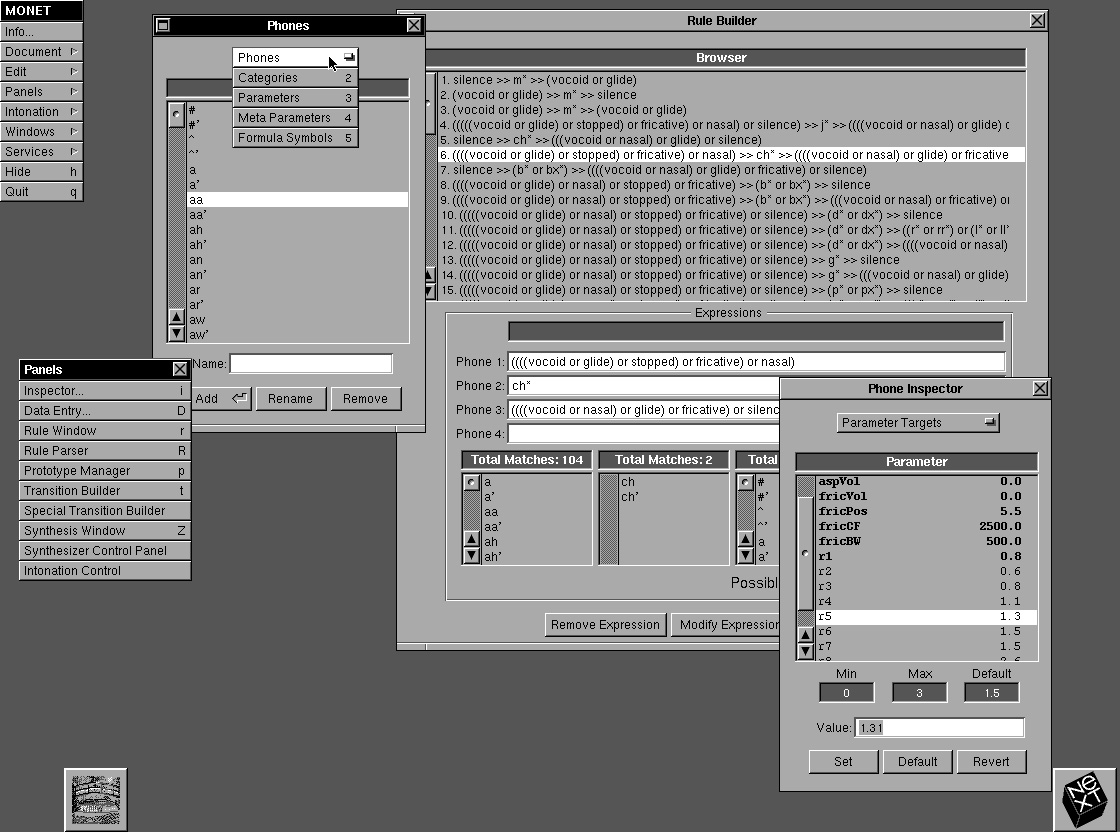 MONET
Info...
Document
Edit
Panels
Intonation
Windows
Services
Hide h
Quit q
Phones
Phones
Categories 2
Parameters 3
Meta Parameters 4
Formula Symbols 5
#
#'
^
^'
a
a'
aa
aa'
ah
ah'
an
an'
ar
ar'
aw
aw'
Name:
Add
Rename
Remove
Panels
Inspector... i
Data Entry... D
Rule Window r
Rule Parser R
Prototype Manager p
Transition Builder t
Special Transition Builder
Synthesis Window Z
Synthesizer Control Panel
Intonation Control
Rule Builder
Browser
1. silence >> m* >> (vocoid or glide)
2. (vocoid or glide) >> m* >> silence
3. (vocoid or glide) >> m* >> (vocoid or glide)
4. (((((vocoid or glide) or stopped) or fricative) or nasal) or silence) >> j* >> ((((vocoid or nasal) or glide) c
5. silence >> ch* >> (((vocoid or nasal) or glide) or silence)
6. ((((vocoid or glide) or stopped) or fricative) or nasal) >> ch* >> ((((vocoid or nasal) or glide) or fricative
7. silence >> (b* or bx*) >> ((((vocoid or nasal) or glide) or fricative) or silence)
8. ((((vocoid or glide) or nasal) or stopped) or fricative) >> (b* or bx*) >> silence
9. ((((vocoid or glide) or nasal) or stopped) or fricative) >> (b* or bx*) >> (((vocoid or nasal) or fricative) or
10. (((((vocoid or glide) or nasal) or stopped) or fricative) or silence) >> (d* or dx*) >> silence
11. (((((vocoid or glide) or nasal) or stopped) or fricative) or silence) >> (d* or dx*) >> ((r* or rr*) or (l* or ll'
12. (((((vocoid or glide) or nasal) or stopped) or fricative) or silence) >> (d* or dx*) >> ((((vocoid or nasal)
13. (((((vocoid or glide) or nasal) or stopped) or fricative) or silence) >> g* >> silence
14. (((((vocoid or glide) or nasal) or stopped) or fricative) or silence) >> g* >> (((vocoid or nasal) or glide)
15. (((((vocoid or glide) or nasal) or stopped) or fricative) or silence) >> (p* or px*) >> silence
Expressions
Phone 1: ((((vocoid or glide) or stopped) or fricative) or nasal)
Phone 2: ch*
Phone 3: ((((vocoid or nasal) or glide) or fricative) or silenc
Phone 4:
Total Matches: 104
a
a'
aa
aa'
ah
ah'
Total Matches: 2
ch
ch'
Total
#
#'
^
^'
a
a'
Possibl
Remove Expression
Modify Expression
Phone Inspector
Parameter Targets
Parameter
aspVol 0.0
fricVol 0.0
fricPos 5.5
fricCF 2500.0
fricBW 500.0
r1 0.8
r2 0.6
r3 0.8
r4 1.1
r5 1.3
r6 1.5
r7 1.5
Min Max Default
0 3 1.5
Value: 1.31
Set Default Revert
NeXT